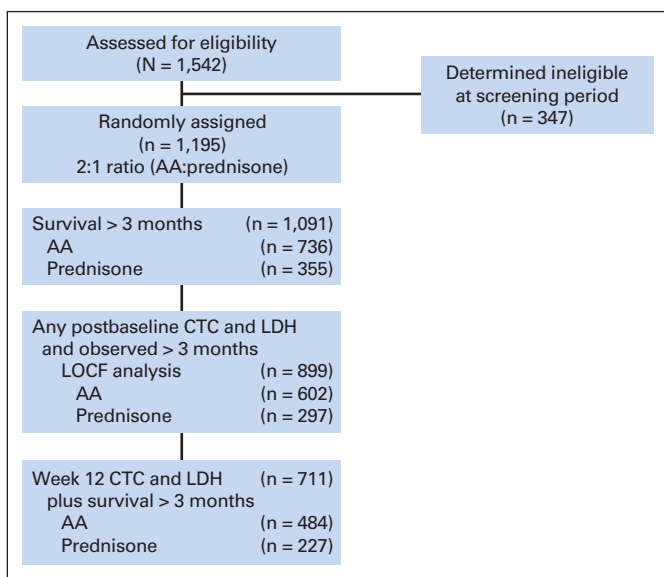 Assessed for eligibility
(N = 1,542)
Determined ineligible
at screening period
(n = 347)
Randomly assigned
(n = 1,195)
2:1 ratio (AA:prednisone)
Survival > 3 months (n = 1,091)
AA (n = 736)
Prednisone (n = 355)
Any postbaseline CTC and LDH
and observed > 3 months
LOCF analysis (n = 899)
AA (n = 602)
Prednisone (n = 297)
Week 12 CTC and LDH (n = 711)
plus survival > 3 months
AA (n = 484)
Prednisone (n = 227)